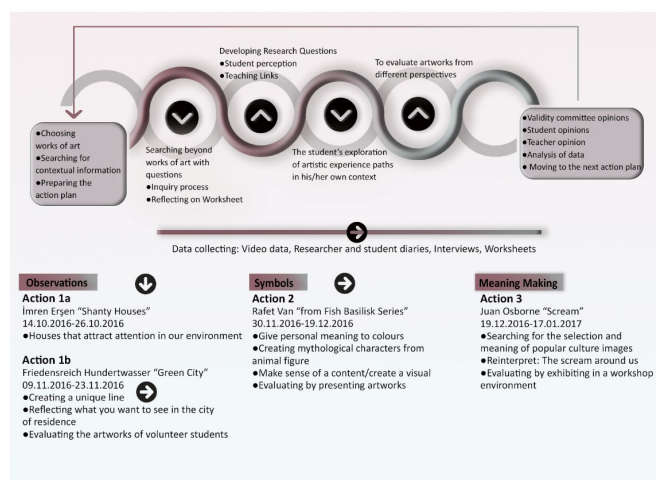 Developing Research Questions
●Student perception
●Teaching Links
To evaluate artworks from
different perspectives
●Choosing
works of art
●Searching for
contextual information
●Preparing the
action plan
Searching beyond
works of art with
questions
●Inquiry process
●Reflecting on Worksheet
The student's exploration
of artistic experience paths
in his/her own context
●Validity committee opinions
●Student opinions
●Teacher opinion
●Analysis of data
● Moving to the next action plan
Data collecting: Video data, Researcher and student diaries, Interviews, Worksheets
Observations
Action 1a
İmren Erşen “Shanty Houses”
14.10.2016-26.10.2016
●Houses that attract attention in our environment
Action 1b
Friedensreich Hundertwasser “Green City”
09.11.2016-23.11.2016
●Creating a unique line
●Reflecting what you want to see in the city
of residence
●Evaluating the artworks of volunteer students
Symbols
Action 2
Rafet Van “from Fish Basilisk Series”
30.11.2016-19.12.2016
●Give personal meaning to colours
●Creating mythological characters from
animal figure
●Make sense of a content/create a visual
●Evaluating by presenting artworks
Meaning Making
Action 3
Juan Osborne “Scream”
19.12.2016-17.01.2017
●Searching for the selection and
meaning of popular culture images
●Reinterpret: The scream around us
●Evaluating by exhibiting in a workshop
environment